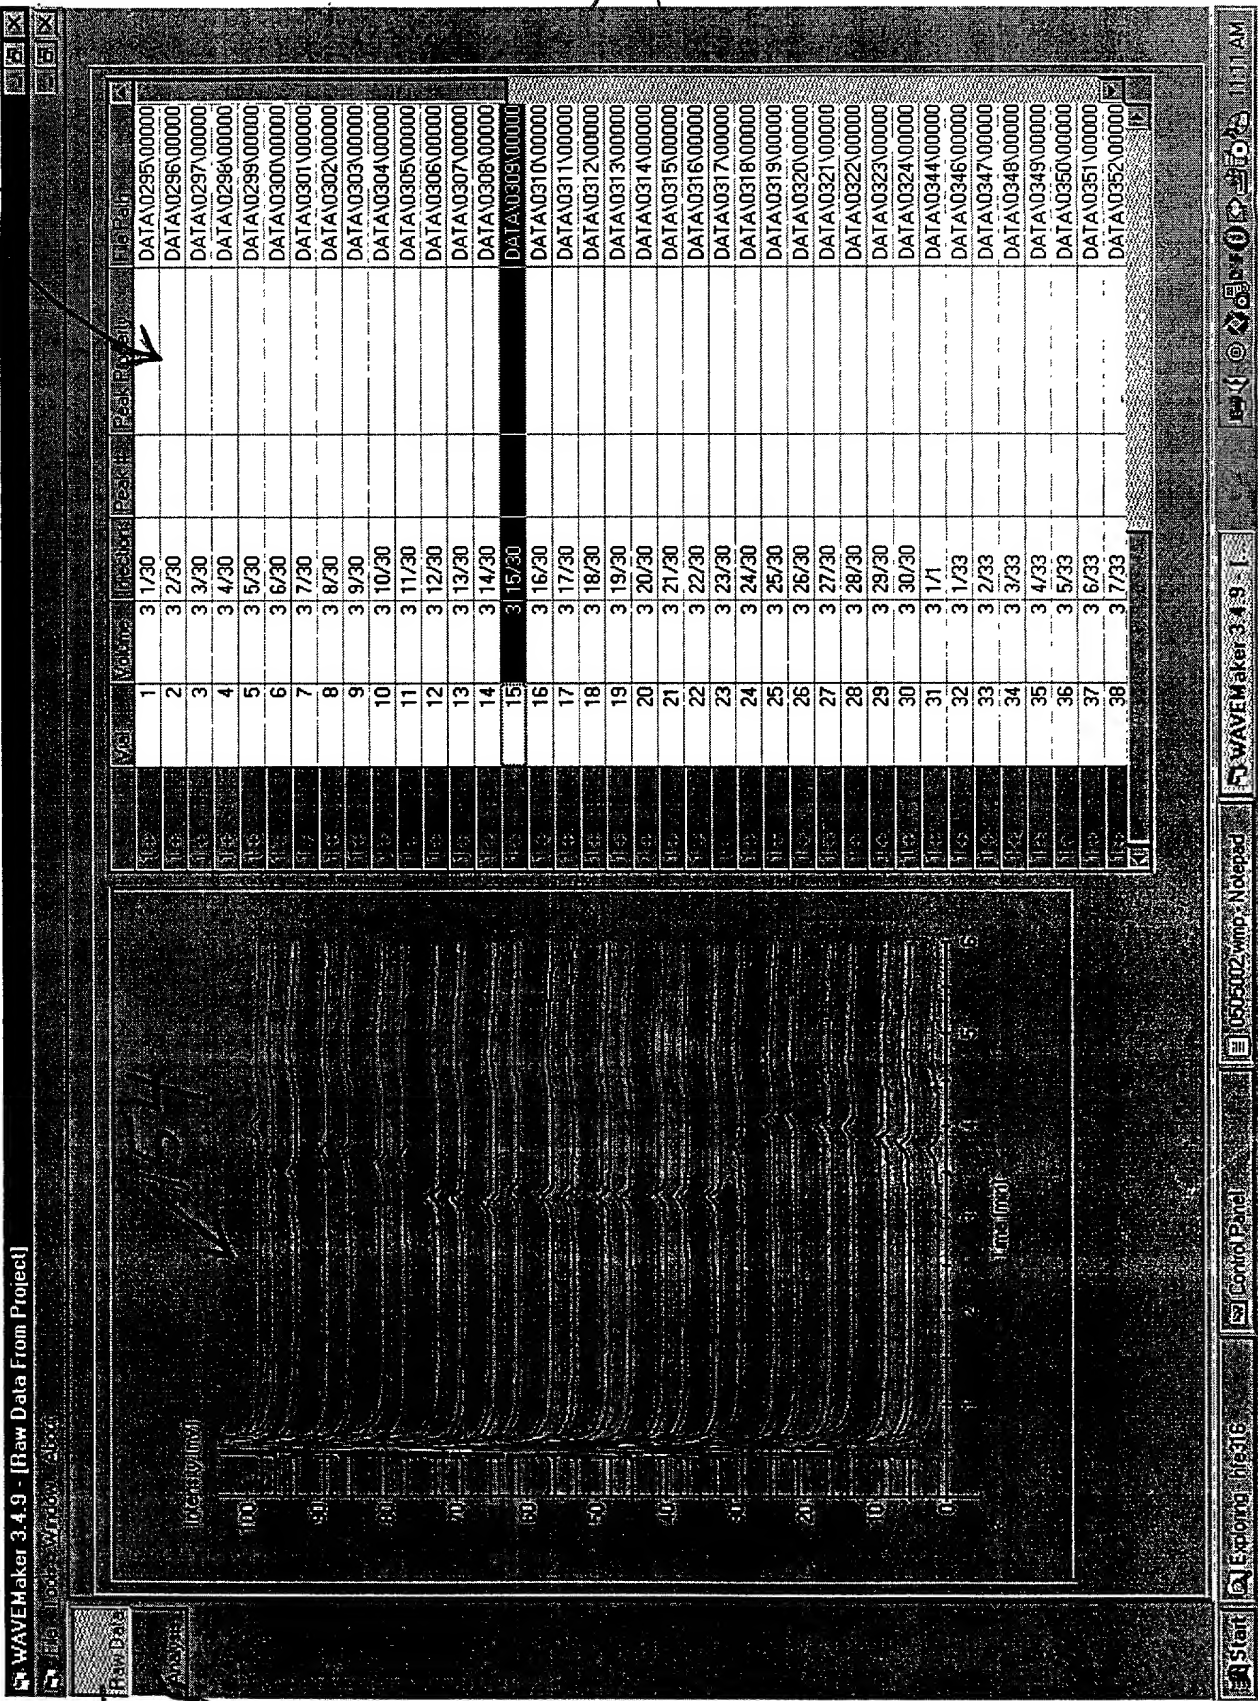 WAVEMaker 3.4.9 - [Raw Data From Project]
File Tools Window About
Raw Data
Analysis
Intensity [mv]
100
90
80
70
60
50
40
30
20
10
0
1 2 3 4 5 6
Time [min]
154
Vial Volume Injections Peak # Peak Royalty File Name
1 3 1/30 DATA\0295\00000
2 3 2/30 DATA\0296\00000
3 3 3/30 DATA\0297\00000
4 3 4/30 DATA\0298\00000
5 3 5/30 DATA\0299\00000
6 3 6/30 DATA\0300\00000
7 3 7/30 DATA\0301\00000
8 3 8/30 DATA\0302\00000
9 3 9/30 DATA\0303\00000
10 3 10/30 DATA\0304\00000
11 3 11/30 DATA\0305\00000
12 3 12/30 DATA\0306\00000
13 3 13/30 DATA\0307\00000
14 3 14/30 DATA\0308\00000
15 3 15/30 DATA\0309\00000
16 3 16/30 DATA\0310\00000
17 3 17/30 DATA\0311\00000
18 3 18/30 DATA\0312\00000
19 3 19/30 DATA\0313\00000
20 3 20/30 DATA\0314\00000
21 3 21/30 DATA\0315\00000
22 3 22/30 DATA\0316\00000
23 3 23/30 DATA\0317\00000
24 3 24/30 DATA\0318\00000
25 3 25/30 DATA\0319\00000
26 3 26/30 DATA\0320\00000
27 3 27/30 DATA\0321\00000
28 3 28/30 DATA\0322\00000
29 3 29/30 DATA\0323\00000
30 3 30/30 DATA\0324\00000
31 3 1/1 DATA\0344\00000
32 3 1/33 DATA\0346\00000
33 3 2/33 DATA\0347\00000
34 3 3/33 DATA\0348\00000
35 3 4/33 DATA\0349\00000
36 3 5/33 DATA\0350\00000
37 3 6/33 DATA\0351\00000
38 3 7/33 DATA\0352\00000
Start Exploring - hfe316 Control Panel 0505002.wmp - Notepad WAVEMaker 3.4.9 - [... 11:11 AM